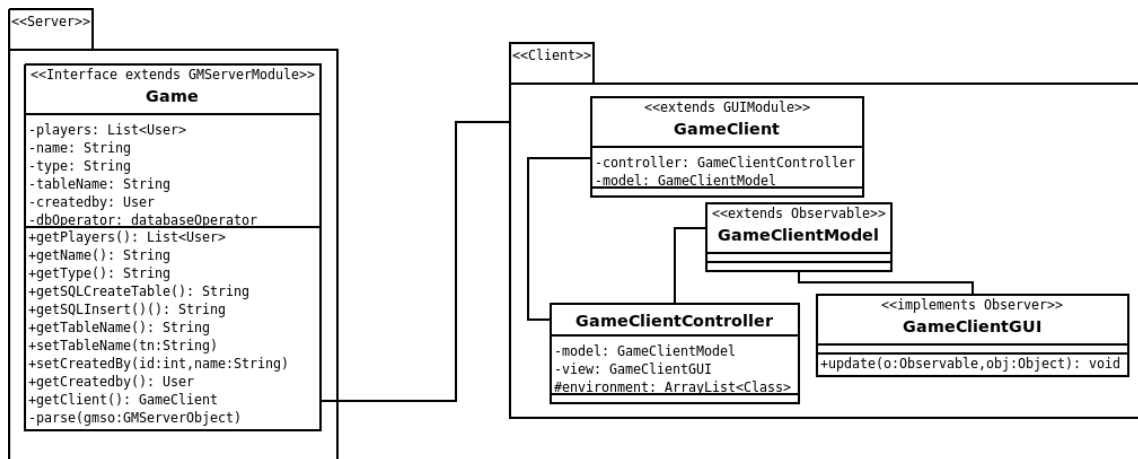 <<Server>>
<<Interface extends GMServerModule>>
Game
-players: List<User>
-name: String
-type: String
-tableName: String
-createdby: User
-dbOperator: databaseOperator
+getPlayers(): List<User>
+getName(): String
+getType(): String
+getSQLCreateTable(): String
+getSQLInsert()(): String
+getTableName(): String
+setTableName(tn:String)
+setCreatedBy(id:int,name:String)
+getCreatedby(): User
+getClient(): GameClient
-parse(gmso:GMServerObject)
<<Client>>
<<extends GUIModule>>
GameClient
-controller: GameClientController
-model: GameClientModel
<<extends Observable>>
GameClientModel
<<implements Observer>>
GameClientGUI
+update(o:Observable,obj:Object): void
GameClientController
-model: GameClientModel
-view: GameClientGUI
#environment: ArrayList<Class>